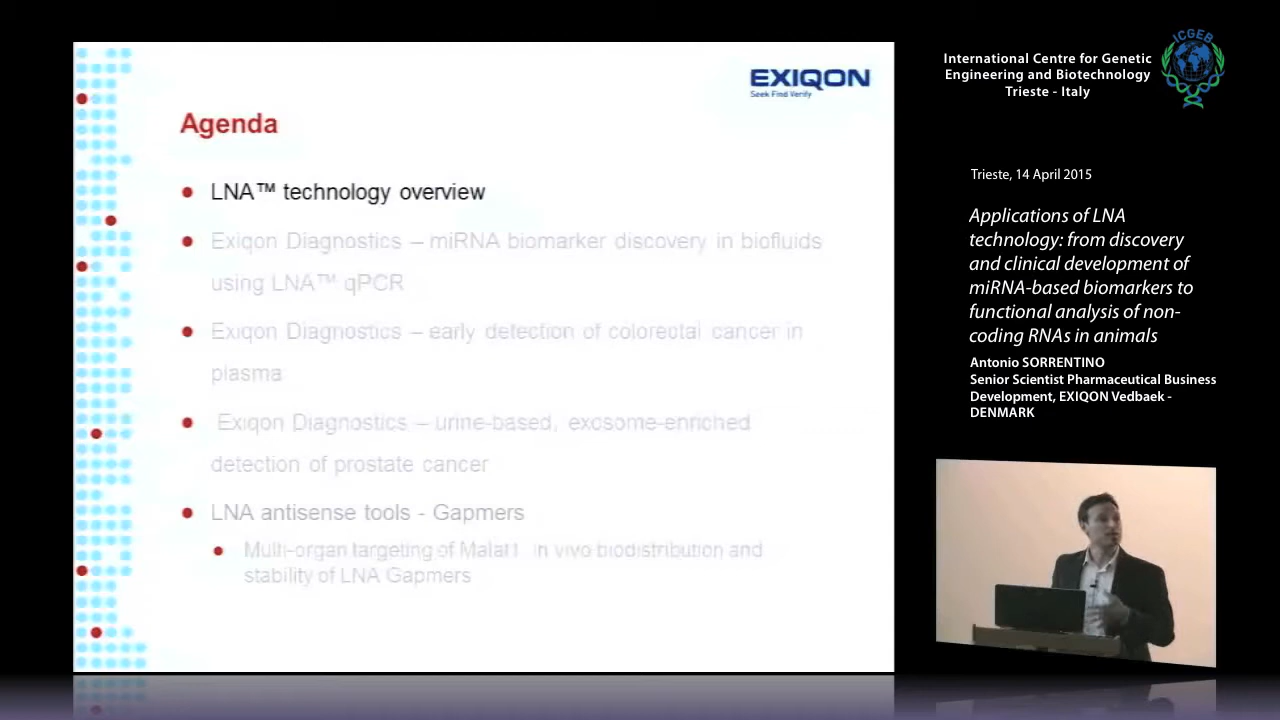 EXIQON
Seek Find Verify
Agenda
LNA™ technology overview
Exiqon Diagnostics – miRNA biomarker discovery in biofluids
using LNA™ qPCR
Exiqon Diagnostics – early detection of colorectal cancer in
plasma
Exiqon Diagnostics – urine-based, exosome-enriched
detection of prostate cancer
LNA antisense tools - Gapmers
Multi-organ targeting of Malat1 in vivo biodistribution and
stability of LNA Gapmers
International Centre for Genetic
Engineering and Biotechnology
Trieste - Italy
ICGEB
Trieste, 14 April 2015
Applications of LNA
technology: from discovery
and clinical development of
miRNA-based biomarkers to
functional analysis of non-
coding RNAs in animals
Antonio SORRENTINO
Senior Scientist Pharmaceutical Business
Development, EXIQON Vedbaek -
DENMARK